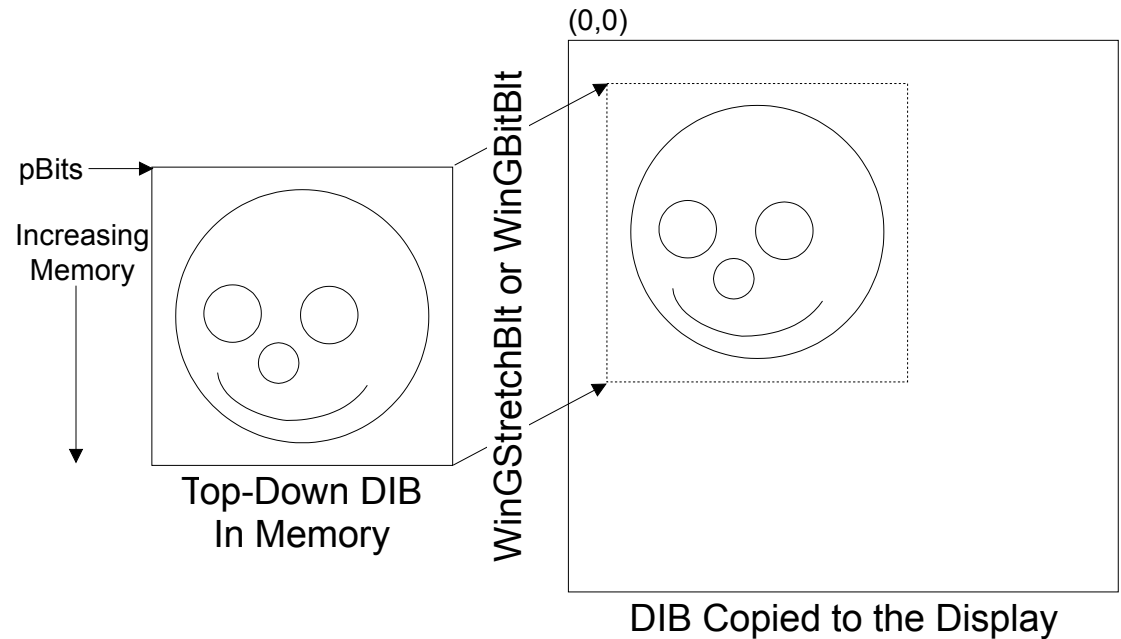 (0,0)
pBits
Increasing
Memory
WinGStretchBlt or WinGBitBlt
Top-Down DIB
In Memory
DIB Copied to the Display